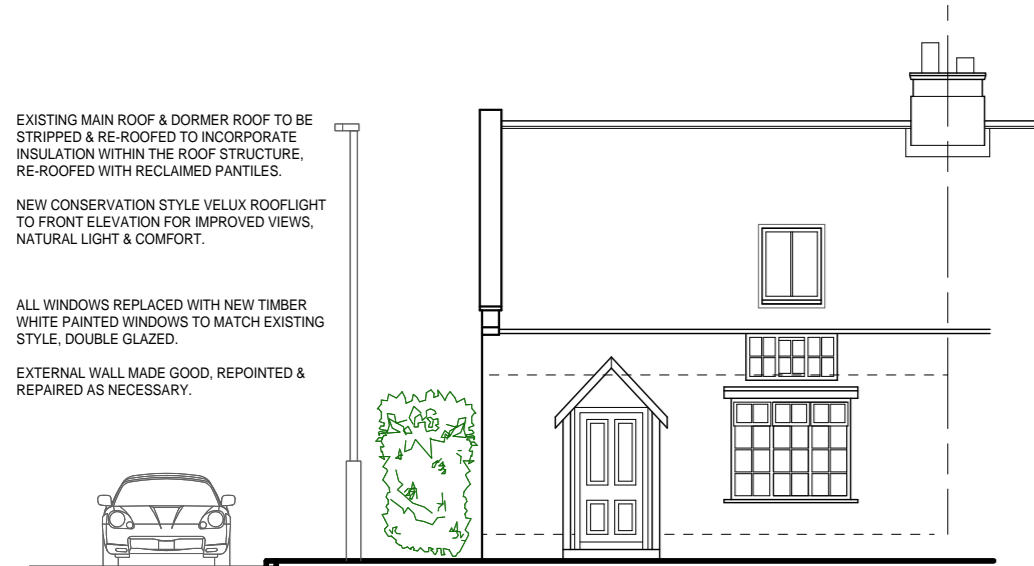 EXISTING MAIN ROOF & DORMER ROOF TO BE
STRIPPED & RE-ROOFED TO INCORPORATE
INSULATION WITHIN THE ROOF STRUCTURE,
RE-ROOFED WITH RECLAIMED PANTILES.
NEW CONSERVATION STYLE VELUX ROOFLIGHT
TO FRONT ELEVATION FOR IMPROVED VIEWS,
NATURAL LIGHT & COMFORT.
ALL WINDOWS REPLACED WITH NEW TIMBER
WHITE PAINTED WINDOWS TO MATCH EXISTING
STYLE, DOUBLE GLAZED.
EXTERNAL WALL MADE GOOD, REPOINTED &
REPAIRED AS NECESSARY.